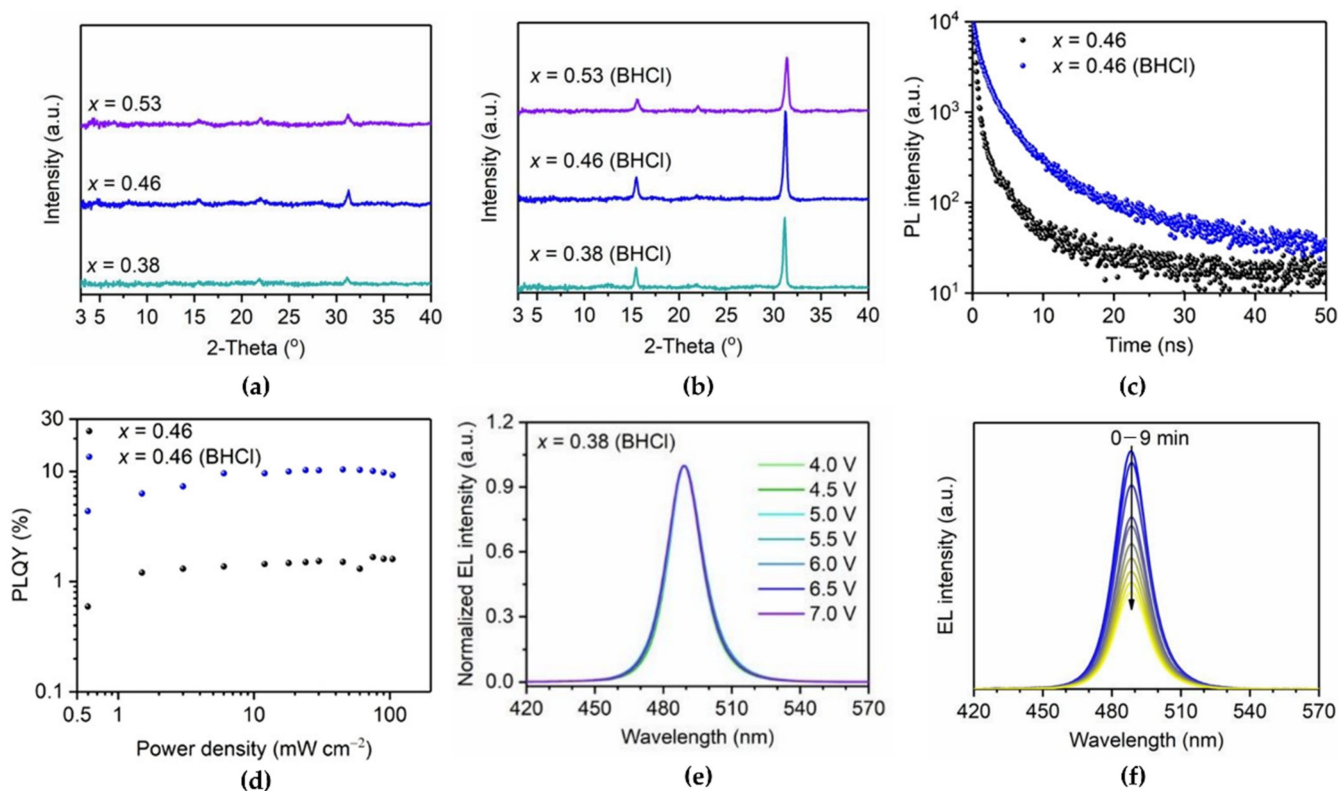 Intensity (a.u.)
x = 0.53
x = 0.46
x = 0.38
3 5 10 15 20 25 30 35 40
2-Theta (°)
(a)
Intensity (a.u.)
x = 0.53 (BHCl)
x = 0.46 (BHCl)
x = 0.38 (BHCl)
3 5 10 15 20 25 30 35 40
2-Theta (°)
(b)
PL intensity (a.u.)
10⁴
10³
10²
10¹
x = 0.46
x = 0.46 (BHCl)
0 10 20 30 40 50
Time (ns)
(c)
PLQY (%)
30
10
1
0.1
x = 0.46
x = 0.46 (BHCl)
0.5 1 10 100
Power density (mW cm⁻²)
(d)
Normalized EL intensity (a.u.)
1.2
0.9
0.6
0.3
0.0
x = 0.38 (BHCl)
4.0 V
4.5 V
5.0 V
5.5 V
6.0 V
6.5 V
7.0 V
420 450 480 510 540 570
Wavelength (nm)
(e)
EL intensity (a.u.)
0−9 min
420 450 480 510 540 570
Wavelength (nm)
(f)